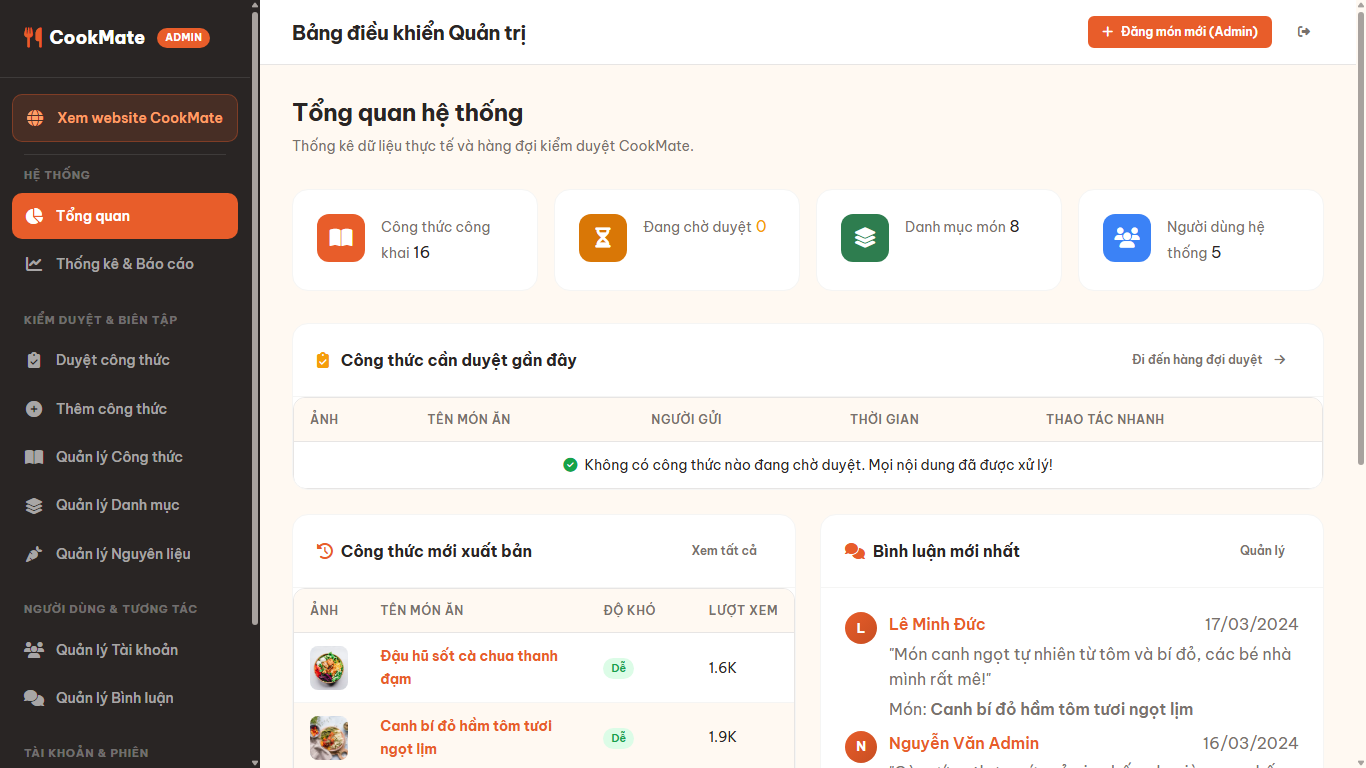 CookMate ADMIN
Xem website CookMate
HỆ THỐNG
Tổng quan
Thống kê & Báo cáo
KIỂM DUYỆT & BIÊN TẬP
Duyệt công thức
Thêm công thức
Quản lý Công thức
Quản lý Danh mục
Quản lý Nguyên liệu
NGƯỜI DÙNG & TƯƠNG TÁC
Quản lý Tài khoản
Quản lý Bình luận
TÀI KHOẢN & PHIÊN
Bảng điều khiển Quản trị
Đăng món mới (Admin)
Tổng quan hệ thống
Thống kê dữ liệu thực tế và hàng đợi kiểm duyệt CookMate.
Công thức công
khai 16
Đang chờ duyệt 0
Danh mục món 8
Người dùng hệ
thống 5
Công thức cần duyệt gần đây
Đi đến hàng đợi duyệt
ẢNH TÊN MÓN ĂN NGƯỜI GỬI THỜI GIAN THAO TÁC NHANH
Không có công thức nào đang chờ duyệt. Mọi nội dung đã được xử lý!
Công thức mới xuất bản
Xem tất cả
ẢNH TÊN MÓN ĂN ĐỘ KHÓ LƯỢT XEM
Đậu hũ sốt cà chua thanh
đạm
Dễ
1.6K
Canh bí đỏ hầm tôm tươi
ngọt lịm
Dễ
1.9K
Bình luận mới nhất
Quản lý
L
Lê Minh Đức
17/03/2024
"Món canh ngọt tự nhiên từ tôm và bí đỏ, các bé nhà
mình rất mê!"
Món: Canh bí đỏ hầm tôm tươi ngọt lịm
N
Nguyễn Văn Admin
16/03/2024